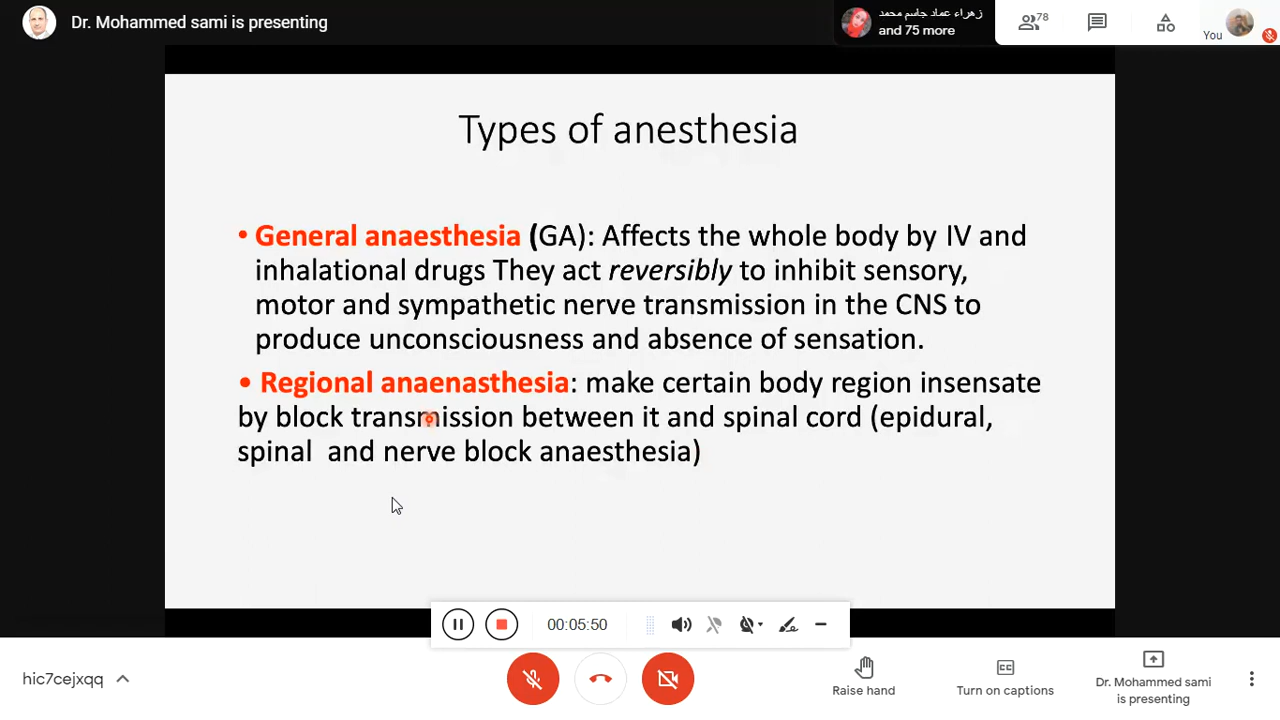 Dr. Mohammed sami is presenting
زهراء عماد جاسم محمد
and 75 more
78
You
Types of anesthesia
• General anaesthesia (GA): Affects the whole body by IV and
inhalational drugs They act reversibly to inhibit sensory,
motor and sympathetic nerve transmission in the CNS to
produce unconsciousness and absence of sensation.
• Regional anaenasthesia: make certain body region insensate
by block transmission between it and spinal cord (epidural,
spinal and nerve block anaesthesia)
00:05:50
hic7cejxqq
Raise hand
Turn on captions
Dr. Mohammed sami
is presenting